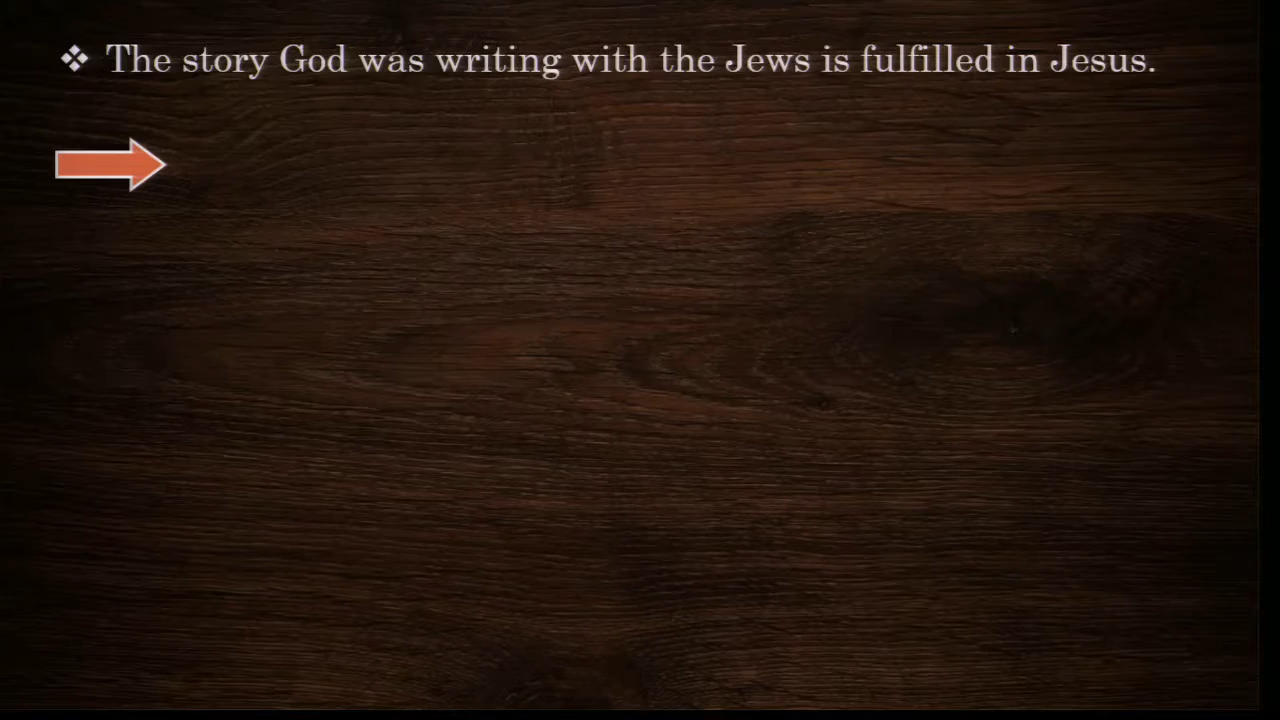 ❖ The story God was writing with the Jews is fulfilled in Jesus.